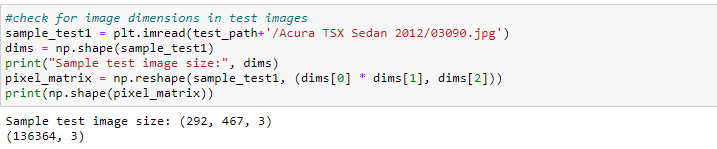 #check for image dimensions in test images
sample_test1 = plt.imread(test_path+'/Acura TSX Sedan 2012/03090.jpg')
dims = np.shape(sample_test1)
print("Sample test image size:", dims)
pixel_matrix = np.reshape(sample_test1, (dims[0] * dims[1], dims[2]))
print(np.shape(pixel_matrix))
Sample test image size: (292, 467, 3)
(136364, 3)